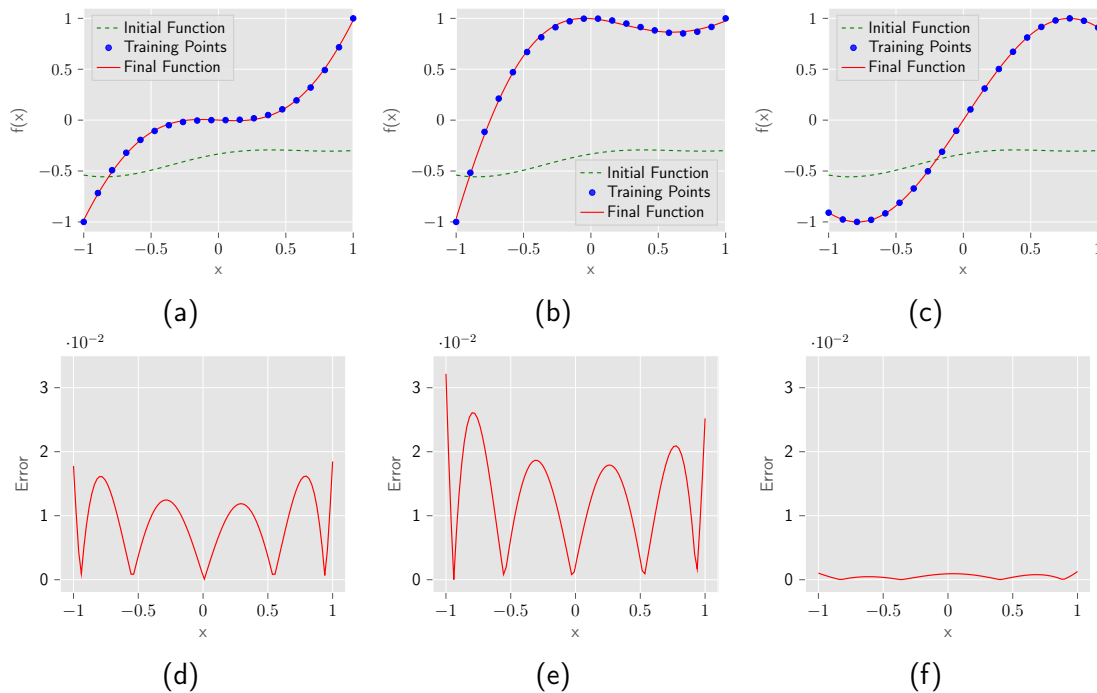 Initial Function
Training Points
Final Function
1
0.5
0
−0.5
−1
f(x)
−1
−0.5
0
0.5
1
x
(a)
Initial Function
Training Points
Final Function
1
0.5
0
−0.5
−1
f(x)
−1
−0.5
0
0.5
1
x
(b)
Initial Function
Training Points
Final Function
1
0.5
0
−0.5
−1
f(x)
−1
−0.5
0
0.5
1
x
(c)
·10−2
3
2
1
0
Error
−1
−0.5
0
0.5
1
x
(d)
·10−2
3
2
1
0
Error
−1
−0.5
0
0.5
1
x
(e)
·10−2
3
2
1
0
Error
−1
−0.5
0
0.5
1
x
(f)